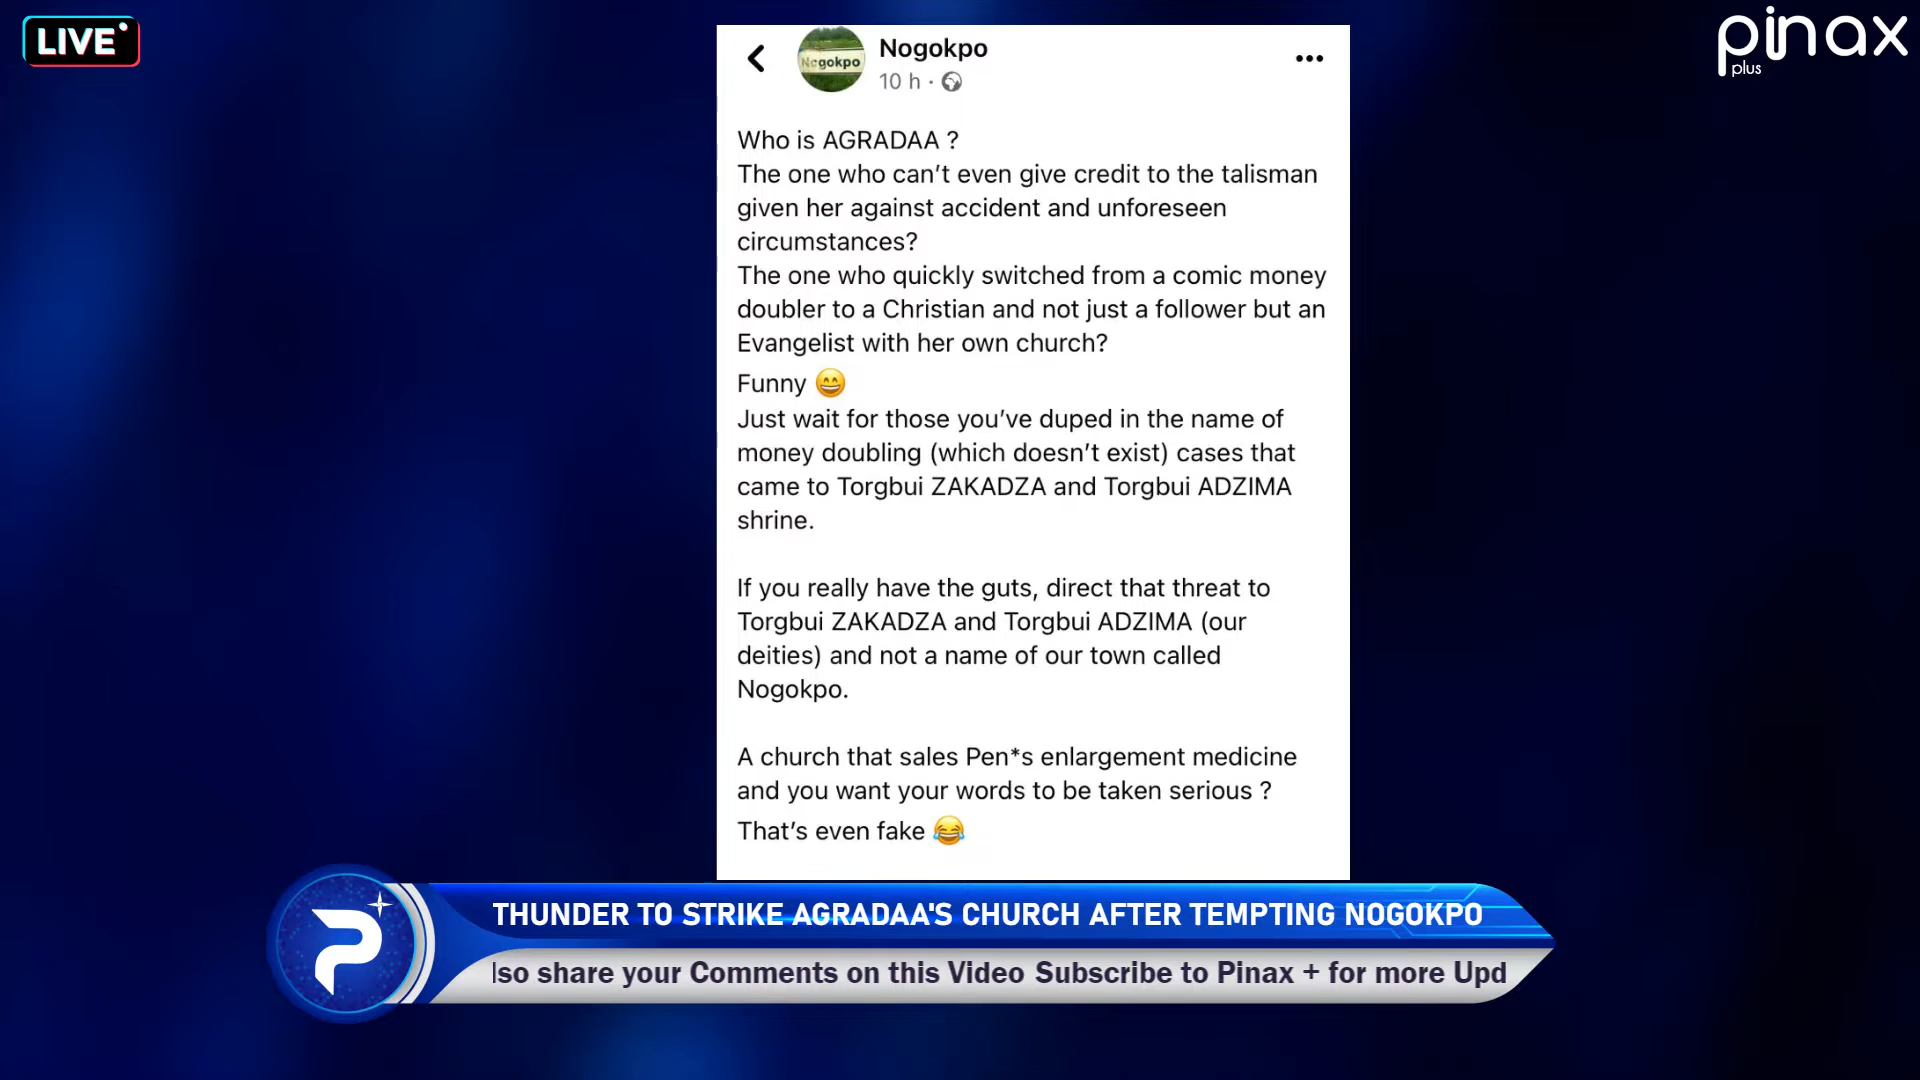 LIVE
pinax
plus
Nogokpo
Nogokpo
10 h ·
Who is AGRADAA ?
The one who can’t even give credit to the talisman
given her against accident and unforeseen
circumstances?
The one who quickly switched from a comic money
doubler to a Christian and not just a follower but an
Evangelist with her own church?
Funny 😄
Just wait for those you’ve duped in the name of
money doubling (which doesn’t exist) cases that
came to Torgbui ZAKADZA and Torgbui ADZIMA
shrine.
If you really have the guts, direct that threat to
Torgbui ZAKADZA and Torgbui ADZIMA (our
deities) and not a name of our town called
Nogokpo.
A church that sales Pen*s enlargement medicine
and you want your words to be taken serious ?
That’s even fake 😂
THUNDER TO STRIKE AGRADAA'S CHURCH AFTER TEMPTING NOGOKPO
lso share your Comments on this Video Subscribe to Pinax + for more Upd